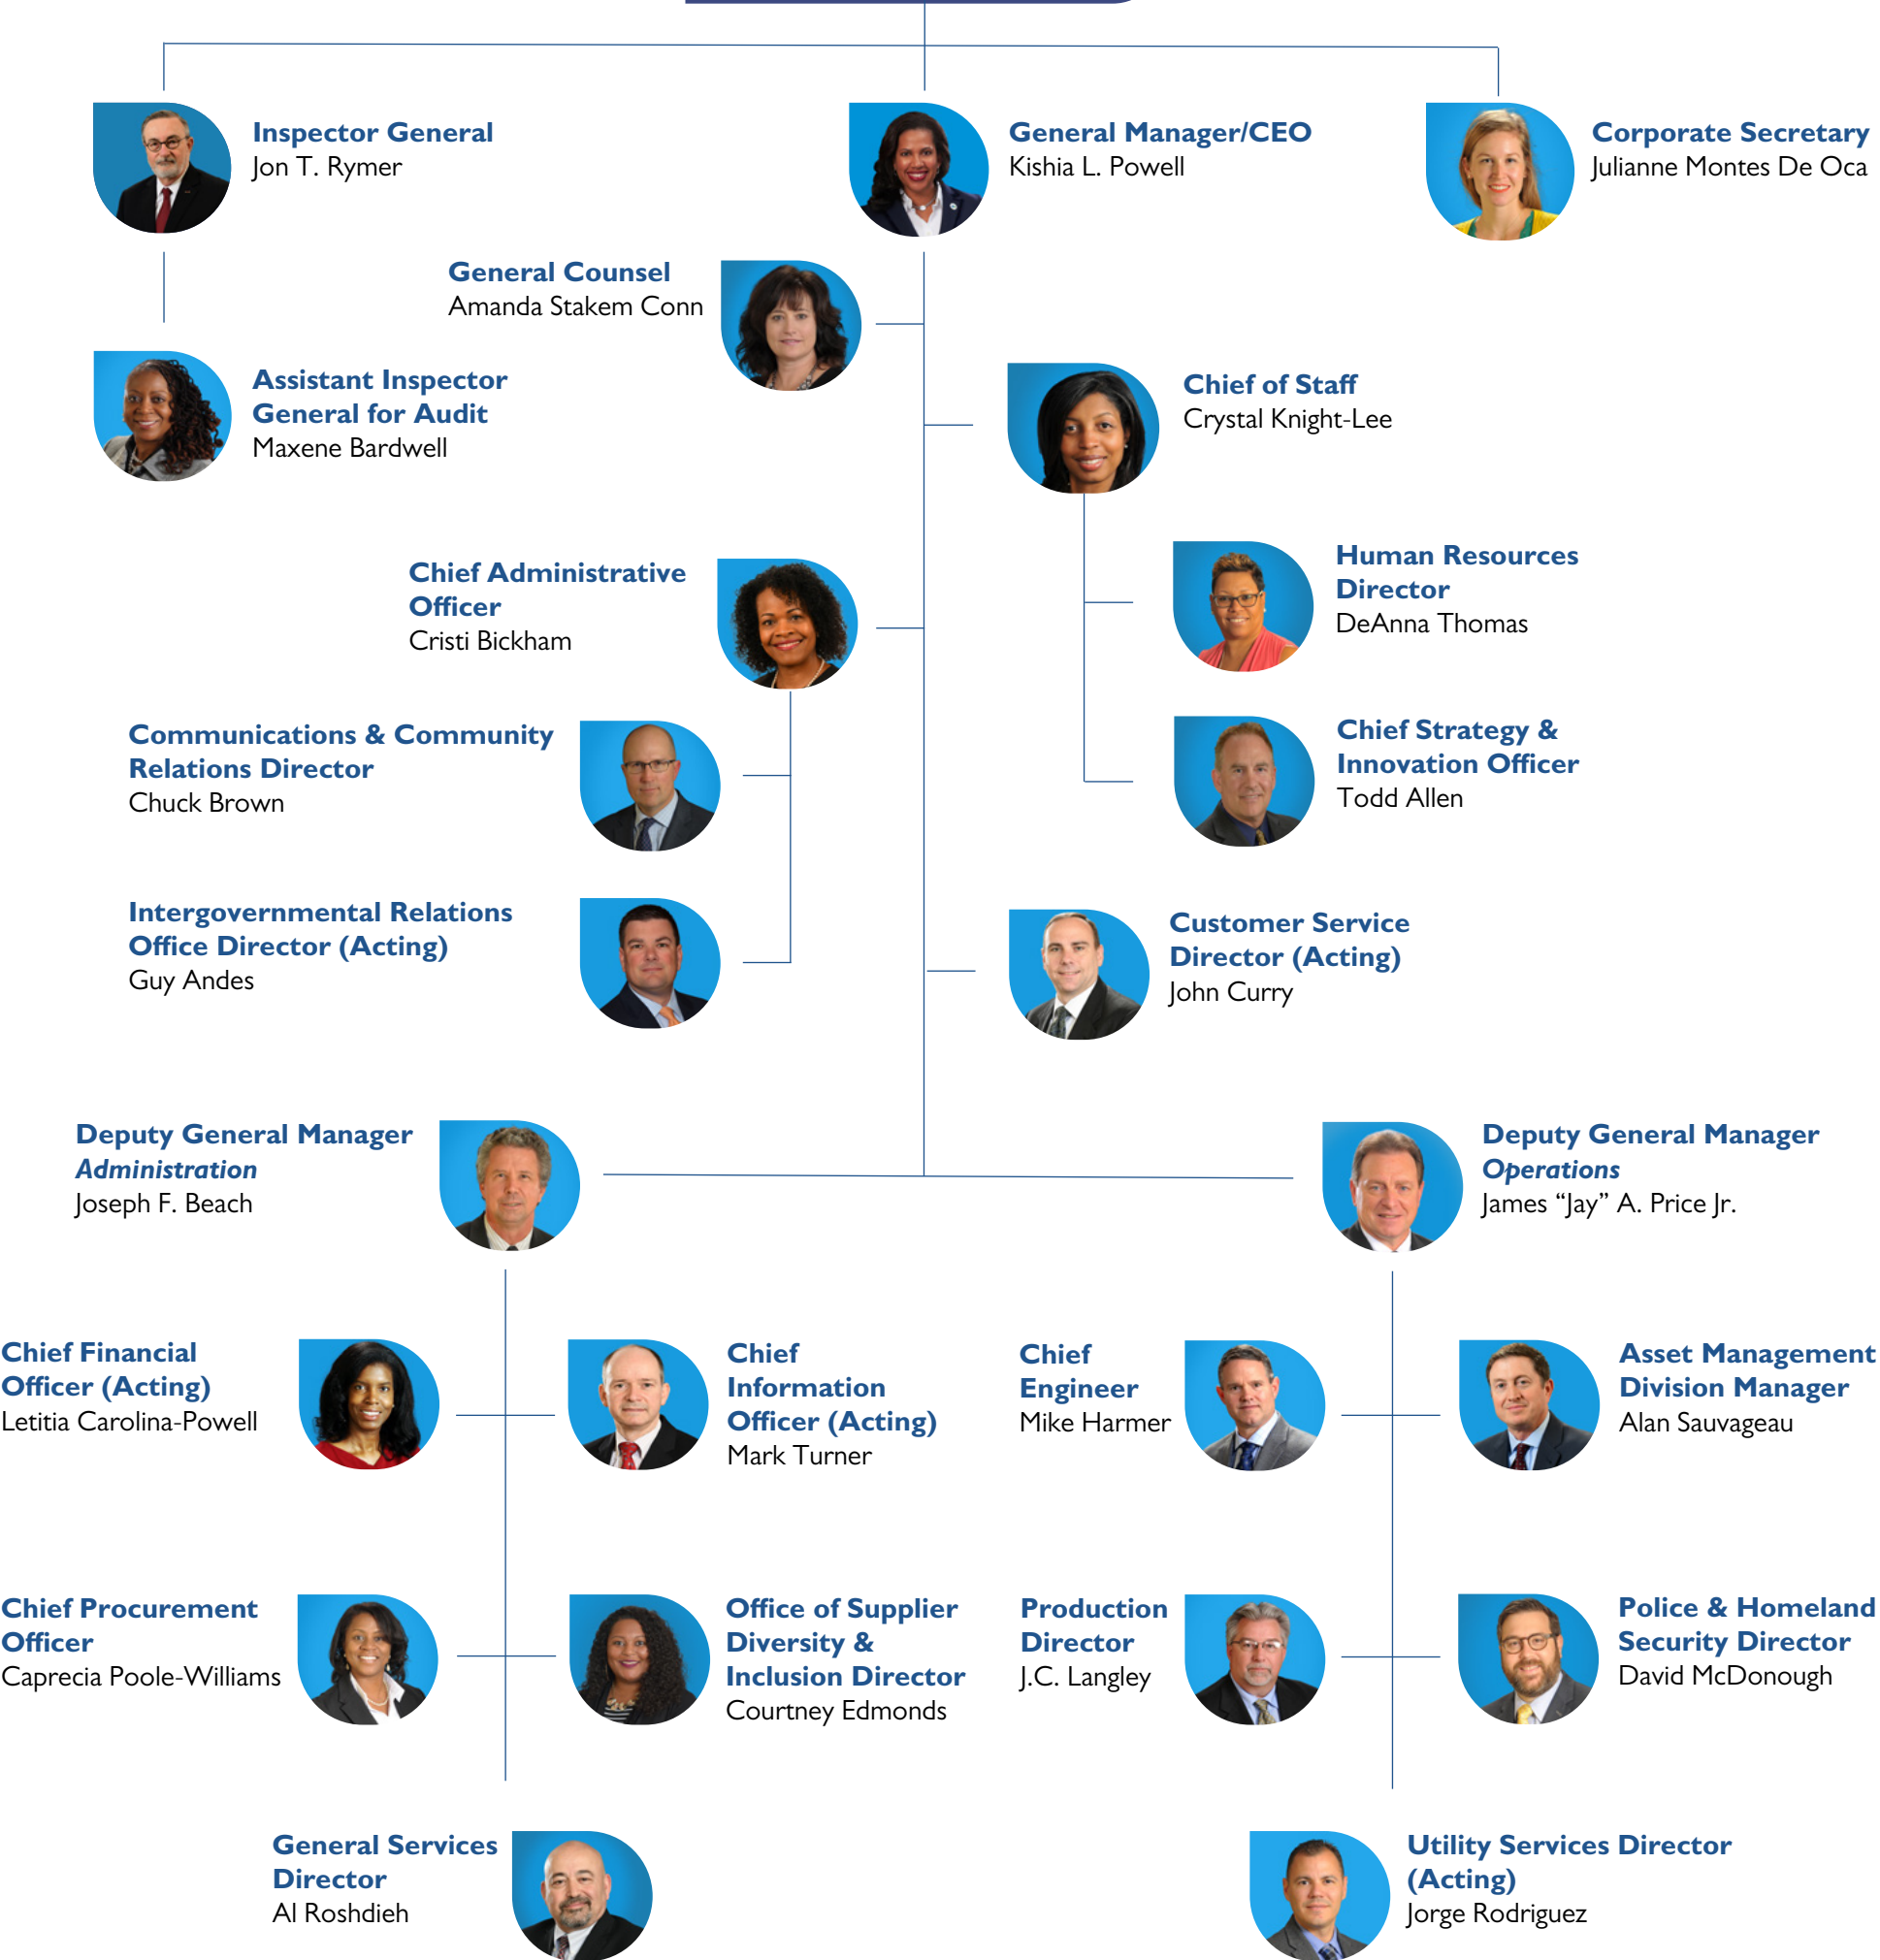 Inspector General
Jon T. Rymer
General Manager/CEO
Kishia L. Powell
Corporate Secretary
Julianne Montes De Oca
General Counsel
Amanda Stakem Conn
Assistant Inspector
General for Audit
Maxene Bardwell
Chief of Staff
Crystal Knight-Lee
Chief Administrative
Officer
Cristi Bickham
Human Resources
Director
DeAnna Thomas
Communications & Community
Relations Director
Chuck Brown
Chief Strategy &
Innovation Officer
Todd Allen
Intergovernmental Relations
Office Director (Acting)
Guy Andes
Customer Service
Director (Acting)
John Curry
Deputy General Manager
Administration
Joseph F. Beach
Deputy General Manager
Operations
James “Jay” A. Price Jr.
Chief Financial
Officer (Acting)
Letitia Carolina-Powell
Chief
Information
Officer (Acting)
Mark Turner
Chief
Engineer
Mike Harmer
Asset Management
Division Manager
Alan Sauvageau
Chief Procurement
Officer
Caprecia Poole-Williams
Office of Supplier
Diversity &
Inclusion Director
Courtney Edmonds
Production
Director
J.C. Langley
Police & Homeland
Security Director
David McDonough
General Services
Director
Al Roshdieh
Utility Services Director
(Acting)
Jorge Rodriguez